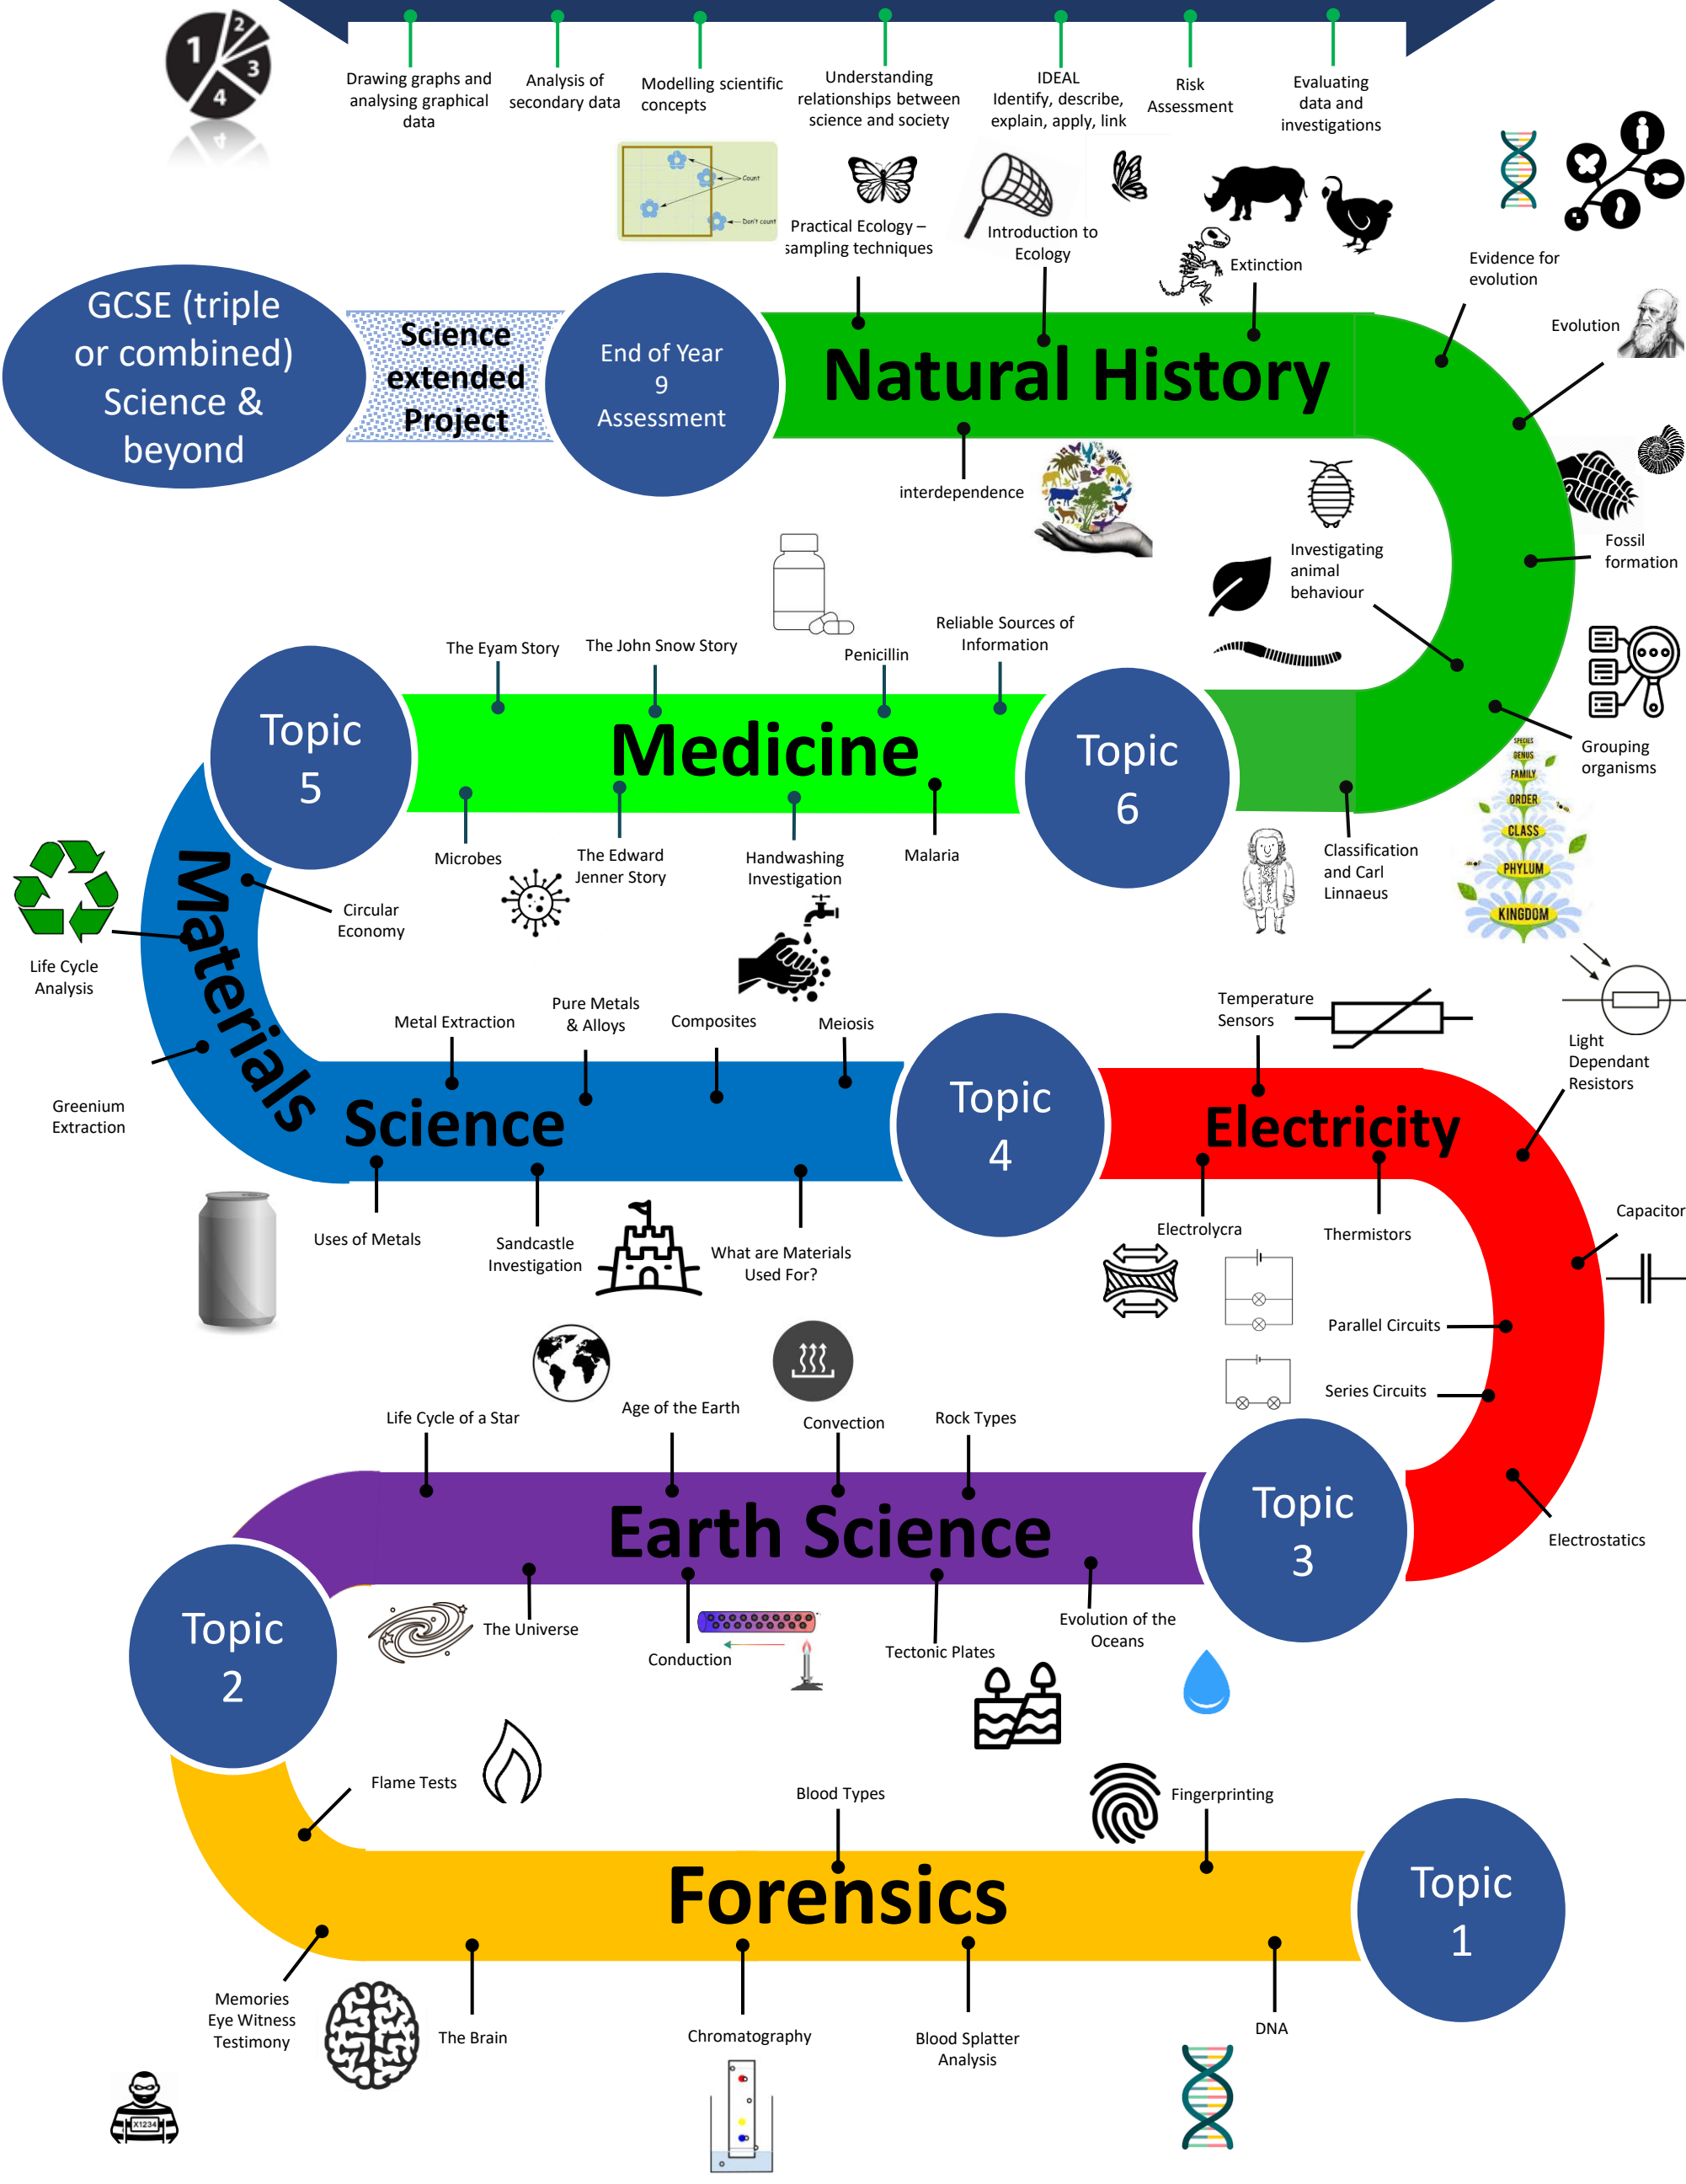 1
2
3
4
Drawing graphs and
analysing graphical
data
Analysis of
secondary data
Modelling scientific
concepts
Understanding
relationships between
science and society
IDEAL
Identify, describe,
explain, apply, link
Risk
Assessment
Evaluating
data and
investigations
Count
Don't count
Practical Ecology –
sampling techniques
Introduction to
Ecology
Extinction
Evidence for
evolution
Evolution
GCSE (triple
or combined)
Science &
beyond
Science
extended
Project
End of Year
9
Assessment
Natural History
interdependence
Investigating
animal
behaviour
Fossil
formation
Grouping
organisms
The Eyam Story
The John Snow Story
Penicillin
Reliable Sources of
Information
Topic
5
Medicine
Topic
6
Microbes
The Edward
Jenner Story
Handwashing
Investigation
Malaria
Classification
and Carl
Linnaeus
SPECIES
GENUS
FAMILY
ORDER
CLASS
PHYLUM
KINGDOM
Materials
Circular
Economy
Life Cycle
Analysis
Greenium
Extraction
Metal Extraction
Pure Metals
& Alloys
Composites
Meiosis
Science
Topic
4
Uses of Metals
Sandcastle
Investigation
What are Materials
Used For?
Temperature
Sensors
Light
Dependant
Resistors
Electricity
Electrolycra
Thermistors
Capacitor
Parallel Circuits
Series Circuits
Electrostatics
Life Cycle of a Star
Age of the Earth
Convection
Rock Types
Earth Science
Topic
3
The Universe
Conduction
Tectonic Plates
Evolution of the
Oceans
Topic
2
Flame Tests
Blood Types
Fingerprinting
Forensics
Topic
1
Memories
Eye Witness
Testimony
The Brain
Chromatography
Blood Splatter
Analysis
DNA
X1234